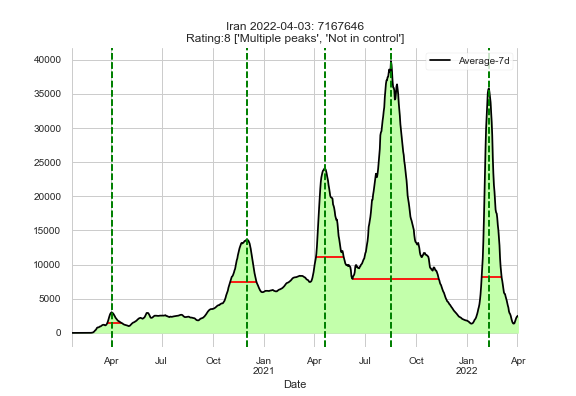 Iran 2022-04-03: 7167646
Rating:8 ['Multiple peaks', 'Not in control']
Average-7d
40000
35000
30000
25000
20000
15000
10000
5000
0
Apr Jul Oct Jan Apr Jul Oct Jan Apr
2021 2022
Date